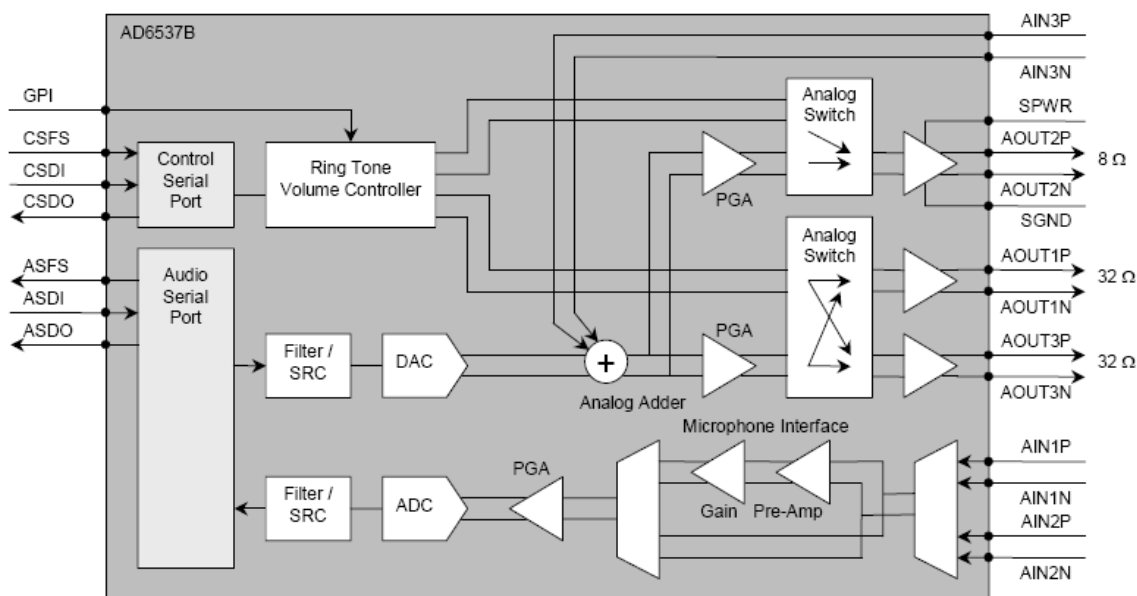 AD6537B
AIN3P
AIN3N
GPI
CSFS
CSDI
CSDO
Control
Serial
Port
Ring Tone
Volume Controller
PGA
Analog
Switch
SPWR
AOUT2P
8 Ω
AOUT2N
SGND
ASFS
ASDI
ASDO
Audio
Serial
Port
Analog
Switch
AOUT1P
32 Ω
AOUT1N
Filter /
SRC
DAC
+
Analog Adder
PGA
AOUT3P
32 Ω
AOUT3N
Microphone Interface
Filter /
SRC
ADC
PGA
Gain
Pre-Amp
AIN1P
AIN1N
AIN2P
AIN2N